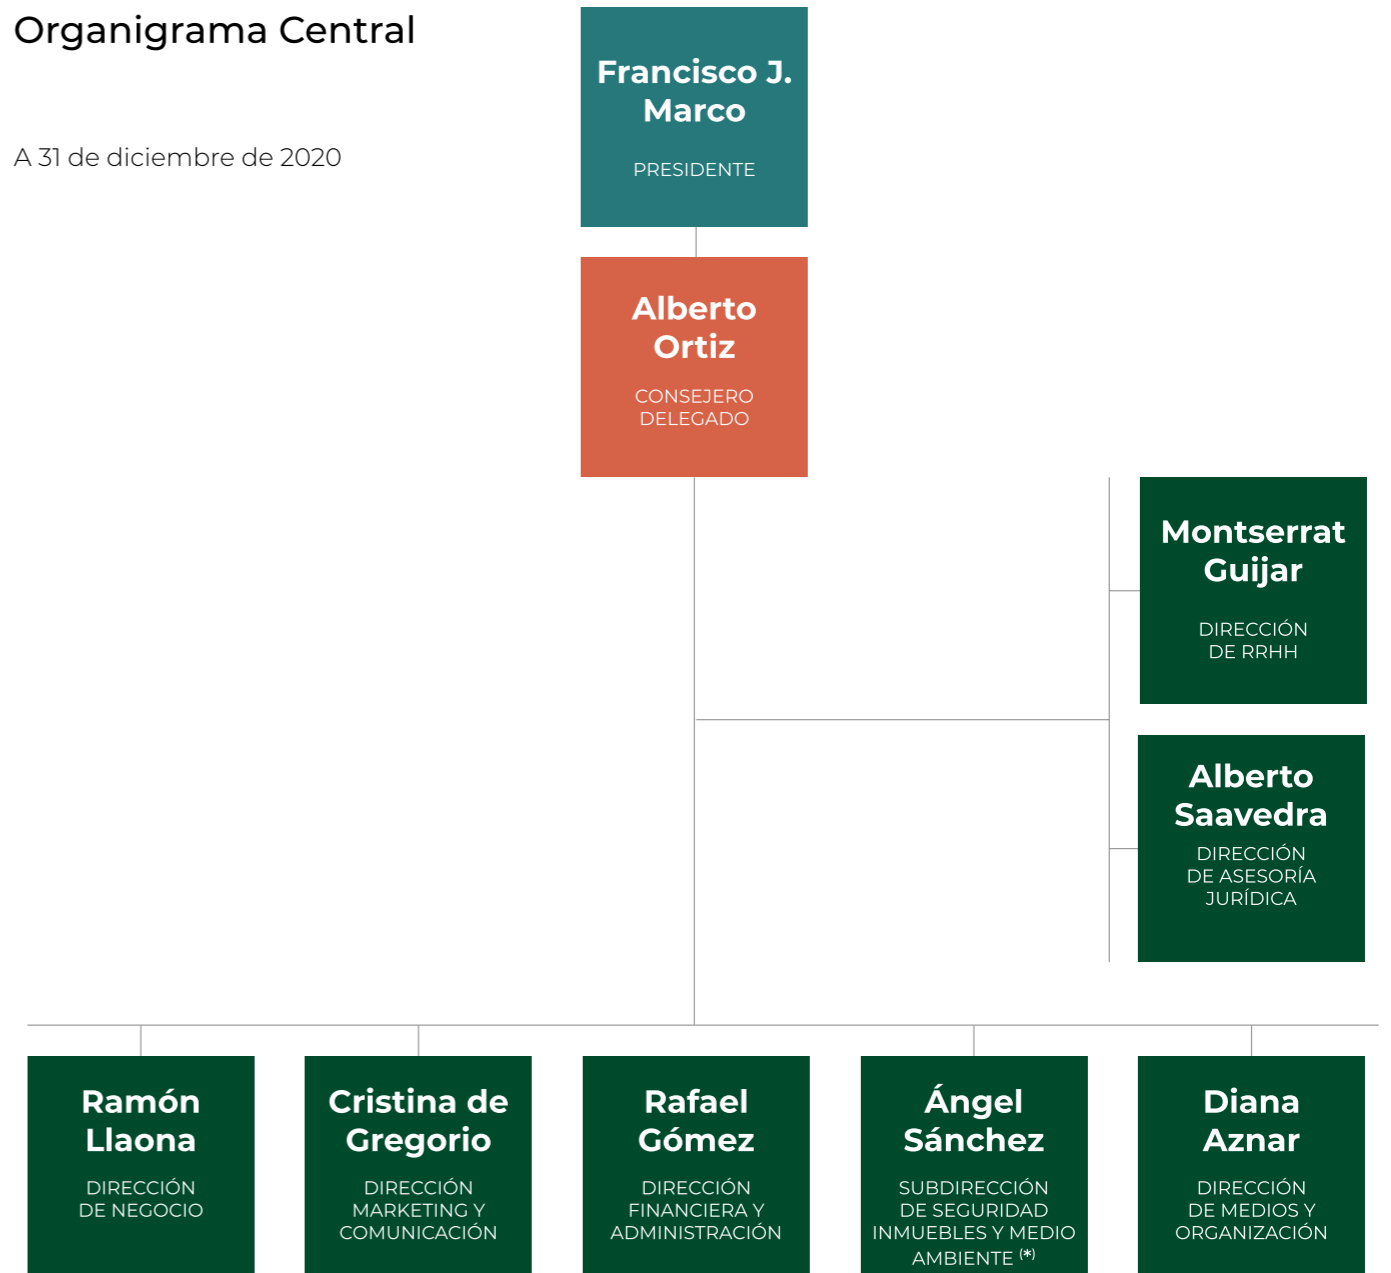 Organigrama Central
A 31 de diciembre de 2020
Francisco J.
Marco
PRESIDENTE
Alberto
Ortiz
CONSEJERO
DELEGADO
Montserrat
Guijar
DIRECCIÓN
DE RRHH
Alberto
Saavedra
DIRECCIÓN
DE ASESORÍA
JURÍDICA
Ramón
Llaona
DIRECCIÓN
DE NEGOCIO
Cristina de
Gregorio
DIRECCIÓN
MARKETING Y
COMUNICACIÓN
Rafael
Gómez
DIRECCIÓN
FINANCIERA Y
ADMINISTRACIÓN
Ángel
Sánchez
SUBDIRECCIÓN
DE SEGURIDAD
INMUEBLES Y MEDIO
AMBIENTE (*)
Diana
Aznar
DIRECCIÓN
DE MEDIOS Y
ORGANIZACIÓN